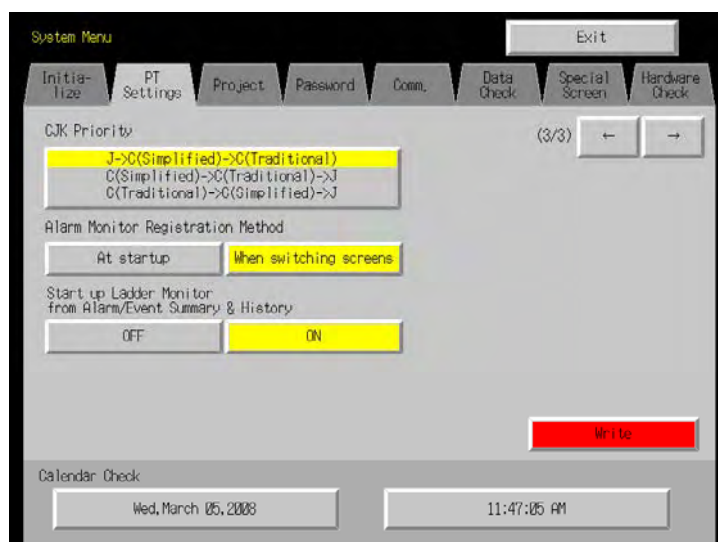 System Menu
Exit
Initia-
lize
PT
Settings
Project
Password
Comm.
Data
Check
Special
Screen
Hardware
Check
CJK Priority
(3/3)
←
→
J->C(Simplified)->C(Traditional)
C(Simplified)->C(Traditional)->J
C(Traditional)->C(Simplified)->J
Alarm Monitor Registration Method
At startup
When switching screens
Start up Ladder Monitor
from Alarm/Event Summary & History
OFF
ON
Write
Calendar Check
Wed,March 05,2008
11:47:05 AM